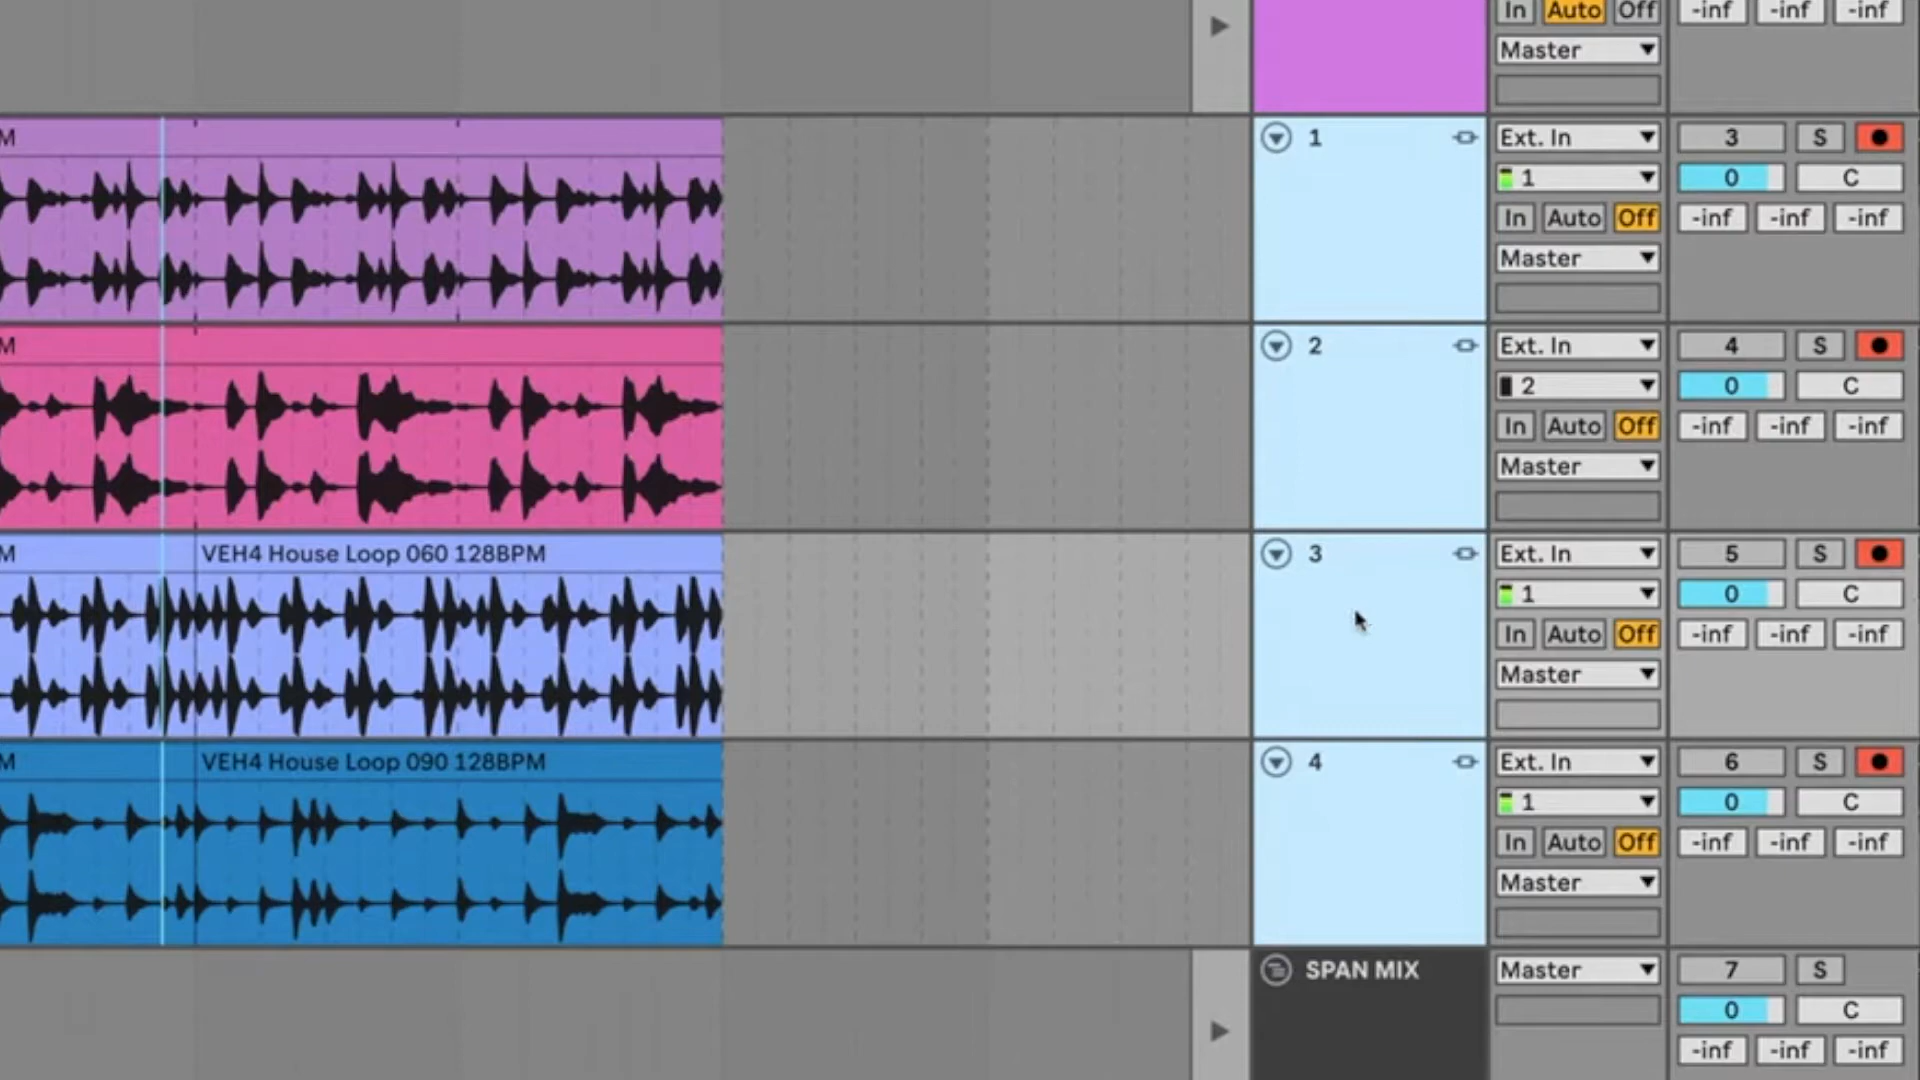 In Auto Off -inf -inf -inf
Master
M 1 Ext. In 3 S
1 0 C
In Auto Off -inf -inf -inf
Master
M 2 Ext. In 4 S
2 0 C
In Auto Off -inf -inf -inf
Master
M VEH4 House Loop 060 128BPM 3 Ext. In 5 S
1 0 C
In Auto Off -inf -inf -inf
Master
M VEH4 House Loop 090 128BPM 4 Ext. In 6 S
1 0 C
In Auto Off -inf -inf -inf
Master
SPAN MIX Master 7 S
0 C
-inf -inf -inf